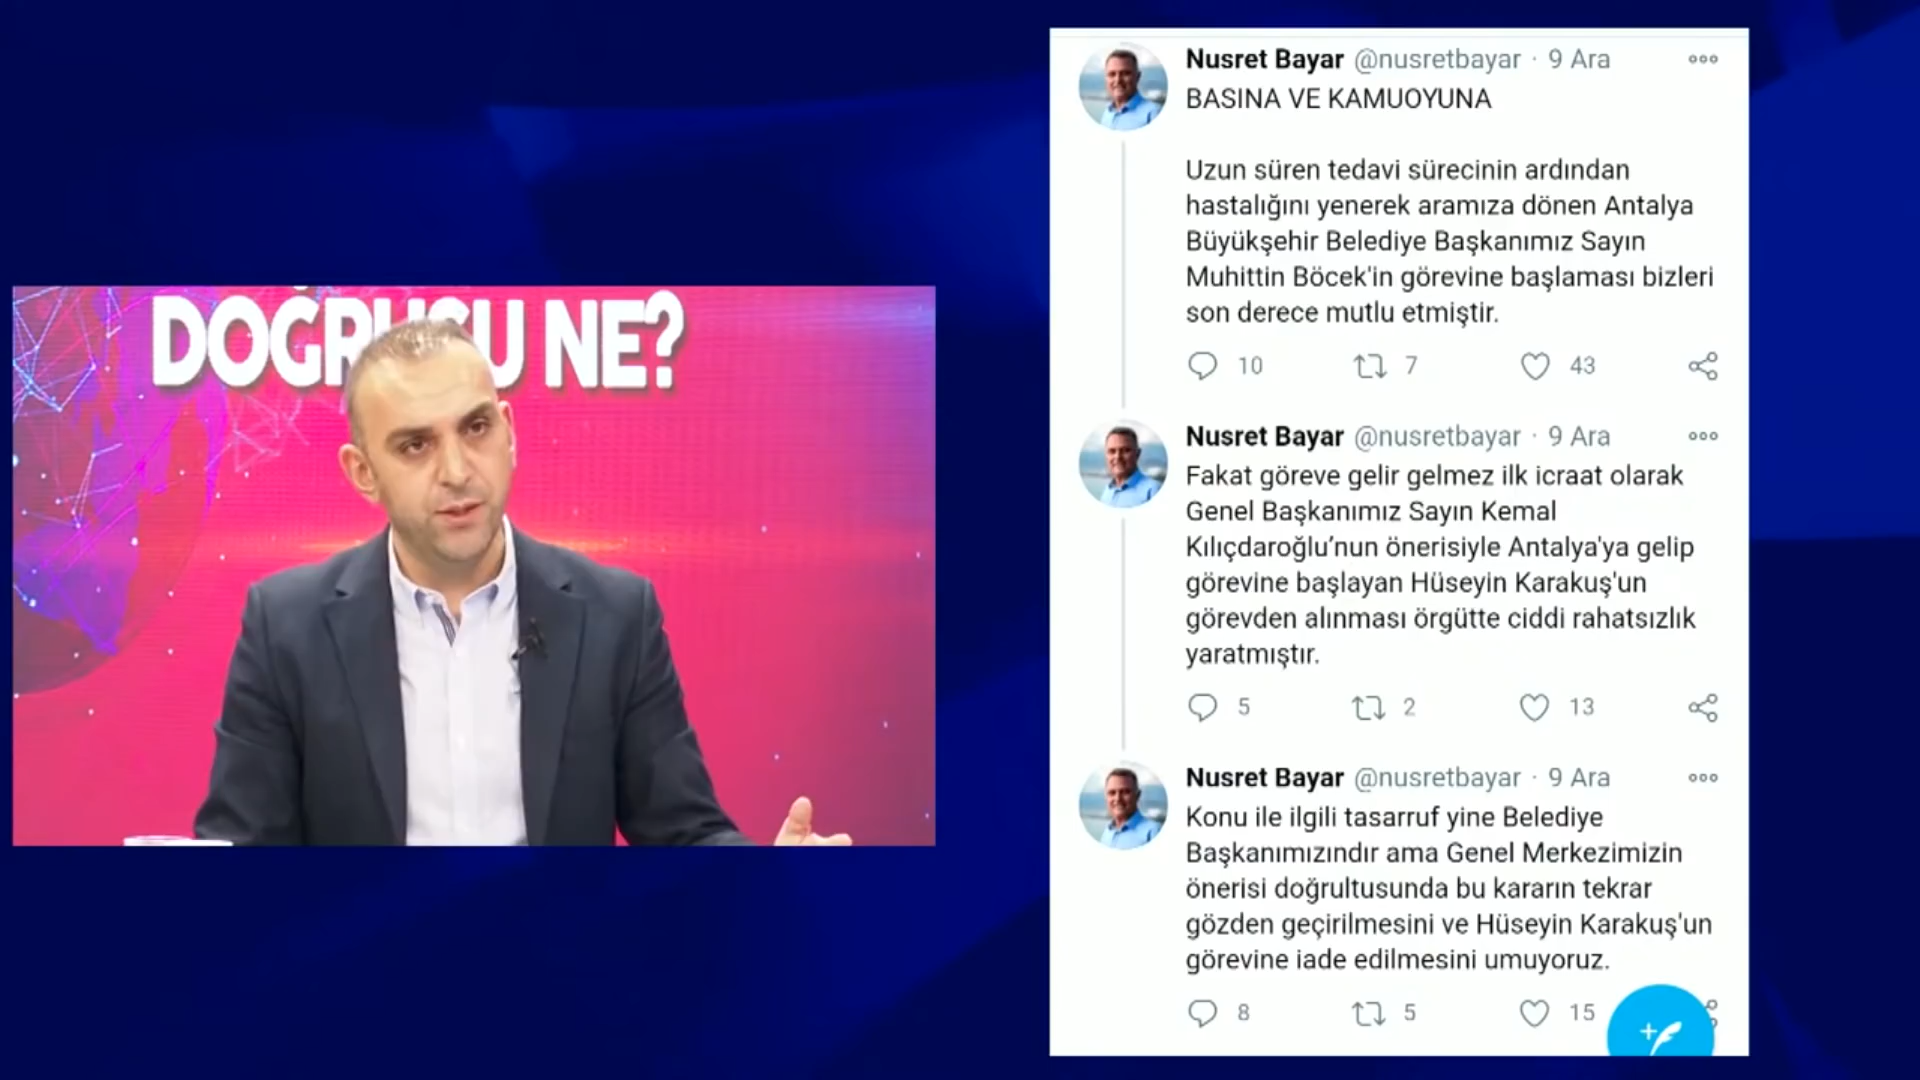 DOĞRUSU NE?
Nusret Bayar @nusretbayar · 9 Ara
BASINA VE KAMUOYUNA
Uzun süren tedavi sürecinin ardından
hastalığını yenerek aramıza dönen Antalya
Büyükşehir Belediye Başkanımız Sayın
Muhittin Böcek'in görevine başlaması bizleri
son derece mutlu etmiştir.
10 7 43
Nusret Bayar @nusretbayar · 9 Ara
Fakat göreve gelir gelmez ilk icraat olarak
Genel Başkanımız Sayın Kemal
Kılıçdaroğlu’nun önerisiyle Antalya'ya gelip
görevine başlayan Hüseyin Karakuş'un
görevden alınması örgütte ciddi rahatsızlık
yaratmıştır.
5 2 13
Nusret Bayar @nusretbayar · 9 Ara
Konu ile ilgili tasarruf yine Belediye
Başkanımızındır ama Genel Merkezimizin
önerisi doğrultusunda bu kararın tekrar
gözden geçirilmesini ve Hüseyin Karakuş'un
görevine iade edilmesini umuyoruz.
8 5 15